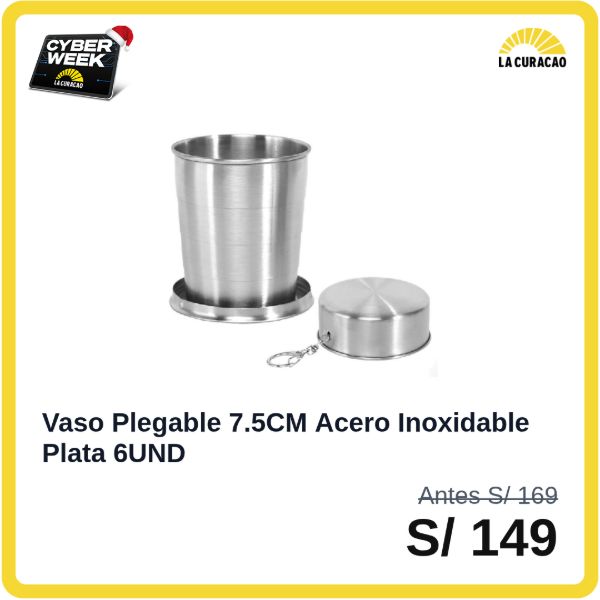 CYBER
WEEK
LA CURACAO
LA CURACAO
Vaso Plegable 7.5CM Acero Inoxidable
Plata 6UND
Antes S/ 169
S/ 149